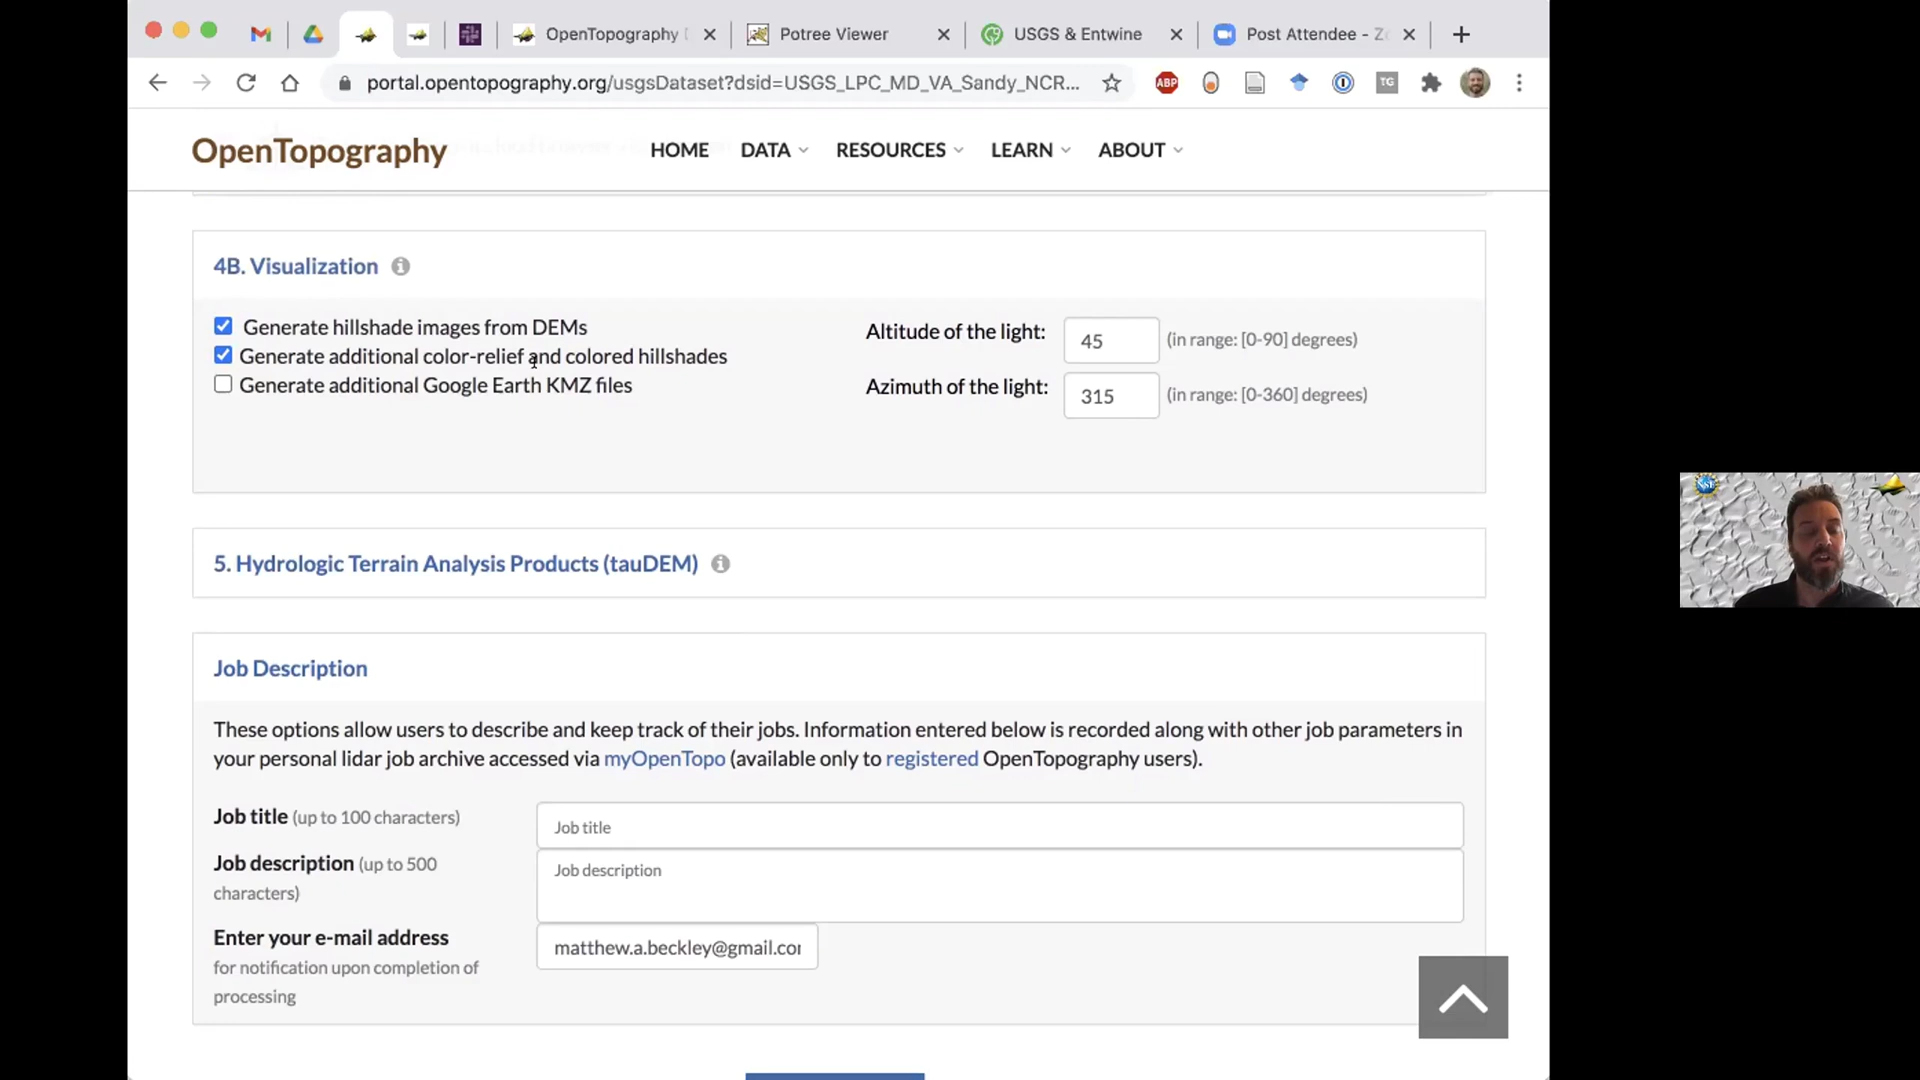 OpenTopography
Potree Viewer
USGS & Entwine
Post Attendee - Zo
portal.opentopography.org/usgsDataset?dsid=USGS_LPC_MD_VA_Sandy_NCR...
ABP
TG
OpenTopography
HOME DATA RESOURCES LEARN ABOUT
4B. Visualization
Generate hillshade images from DEMs
Generate additional color-relief and colored hillshades
Generate additional Google Earth KMZ files
Altitude of the light: 45 (in range: [0-90] degrees)
Azimuth of the light: 315 (in range: [0-360] degrees)
5. Hydrologic Terrain Analysis Products (tauDEM)
Job Description
These options allow users to describe and keep track of their jobs. Information entered below is recorded along with other job parameters in
your personal lidar job archive accessed via myOpenTopo (available only to registered OpenTopography users).
Job title (up to 100 characters)
Job title
Job description (up to 500
characters)
Job description
Enter your e-mail address
for notification upon completion of
processing
matthew.a.beckley@gmail.cor
NSF